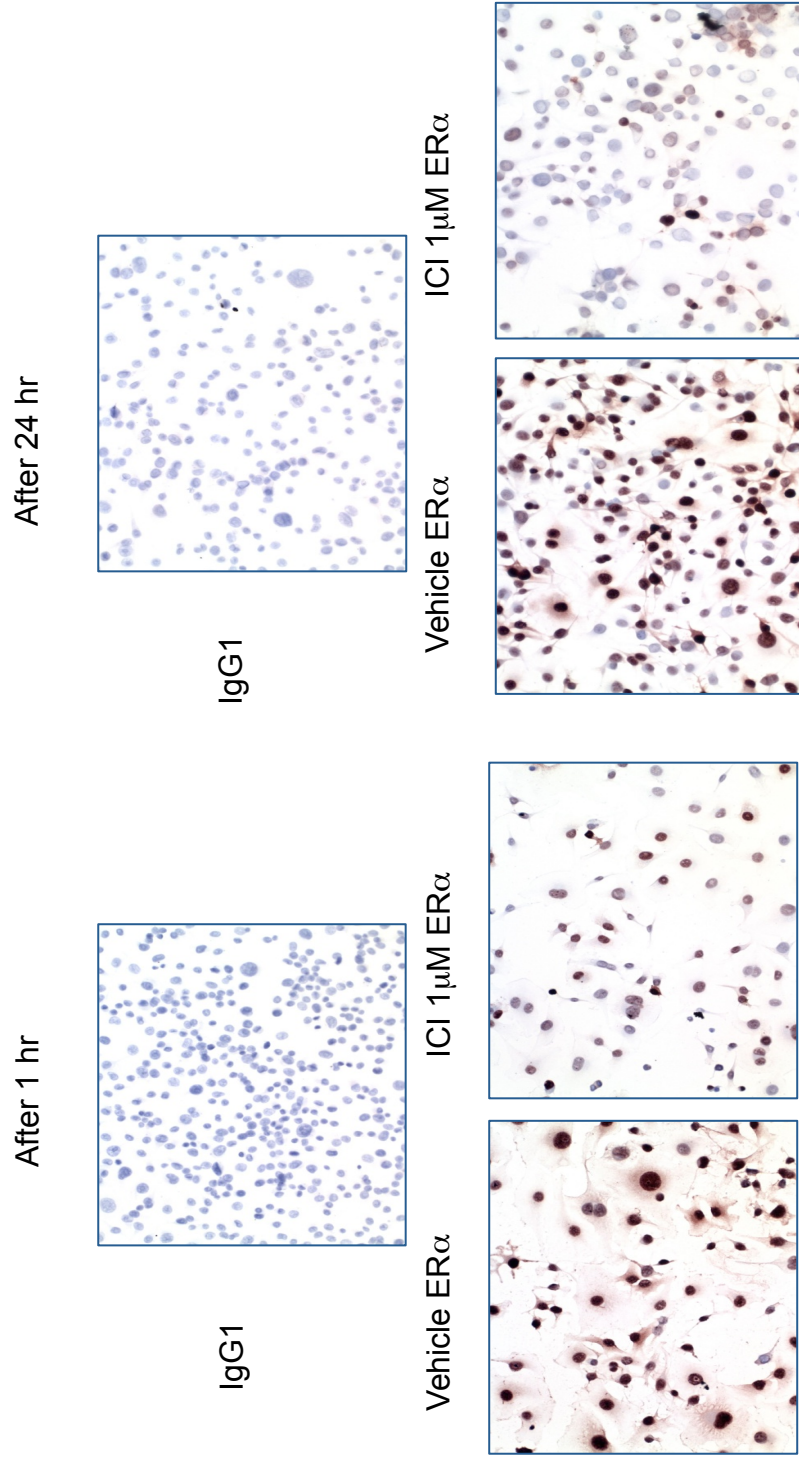 After 1 hr
After 24 hr
IgG1
IgG1
Vehicle ERα
ICI 1μM ERα
Vehicle ERα
ICI 1μM ERα